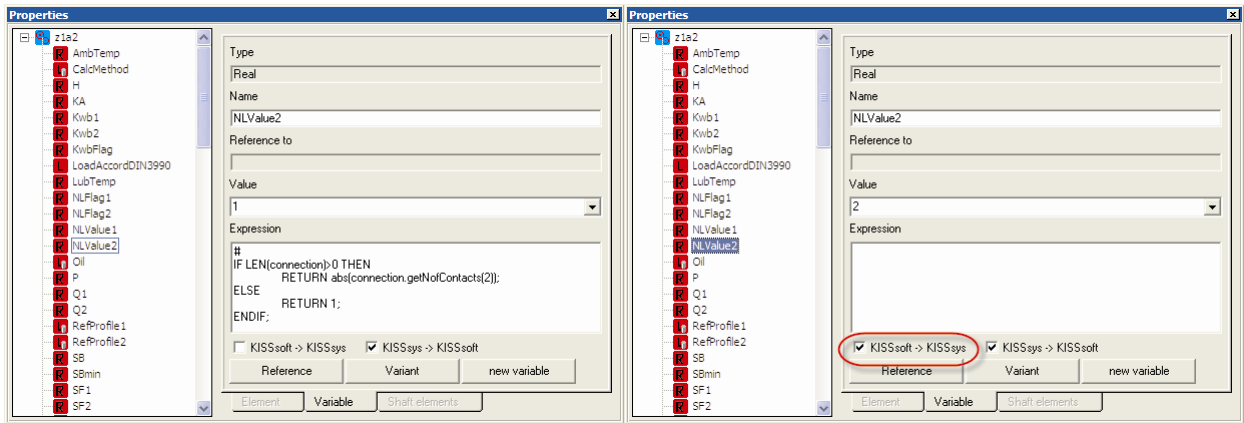 Properties
z1a2
AmbTemp
CalcMethod
H
KA
Kwb1
Kwb2
KwbFlag
LoadAccordDIN3990
LubTemp
NLFlag1
NLFlag2
NLValue1
NLValue2
Oil
P
Q1
Q2
RefProfile1
RefProfile2
SB
SBmin
SF1
SF2
Type
Real
Name
NLValue2
Reference to
Value
1
Expression
#
IF LEN(connection)>0 THEN
RETURN abs(connection.getNofContacts(2));
ELSE
RETURN 1;
ENDIF;
KISSsoft -> KISSsys KISSsys -> KISSsoft
Reference Variant new variable
Element Variable Shaft elements
Properties
z1a2
AmbTemp
CalcMethod
H
KA
Kwb1
Kwb2
KwbFlag
LoadAccordDIN3990
LubTemp
NLFlag1
NLFlag2
NLValue1
NLValue2
Oil
P
Q1
Q2
RefProfile1
RefProfile2
SB
SBmin
SF1
SF2
Type
Real
Name
NLValue2
Reference to
Value
2
Expression
KISSsoft -> KISSsys KISSsys -> KISSsoft
Reference Variant new variable
Element Variable Shaft elements